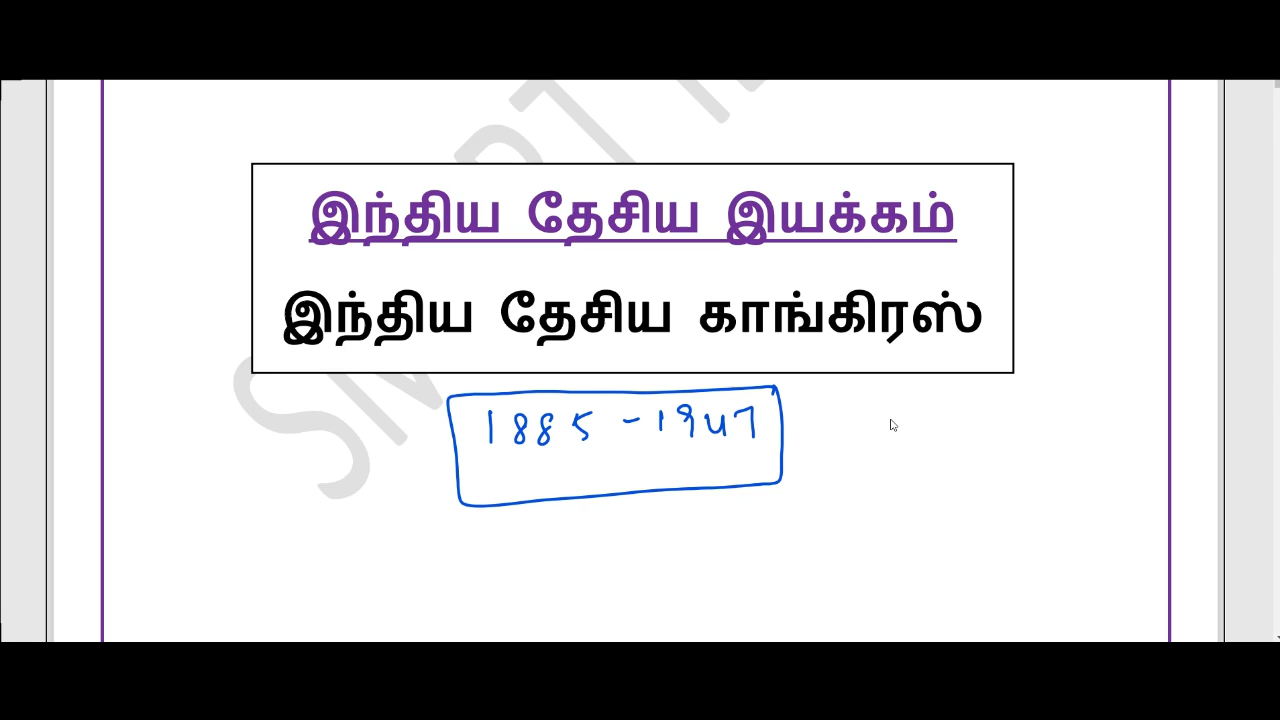 இந்திய தேசிய இயக்கம்
இந்திய தேசிய காங்கிரஸ்
1885 - 1947